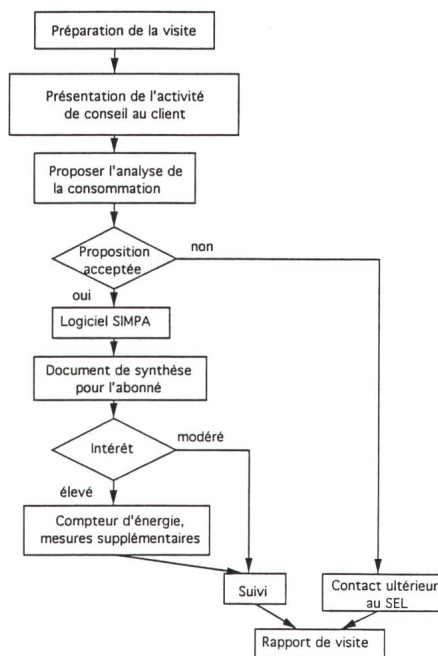 Préparation de la visite
Présentation de l'activité
de conseil au client
Proposer l'analyse de
la consommation
Proposition
acceptée
non
oui
Logiciel SIMPA
Document de synthèse
pour l'abonné
Intérêt
modéré
élevé
Compteur d'énergie,
mesures supplémentaires
Suivi
Contact ultérieur
au SEL
Rapport de visite